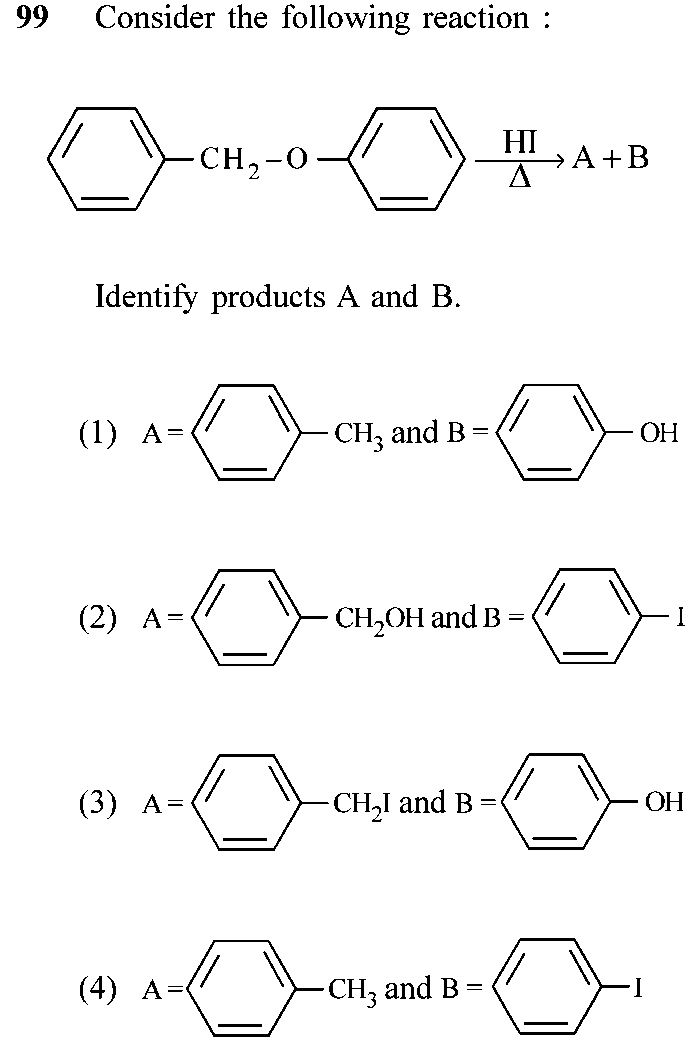 99 Consider the following reaction :
CH2–O HI Δ A + B
Identify products A and B.
(1) A = CH3 and B = OH
(2) A = CH2OH and B = I
(3) A = CH2I and B = OH
(4) A = CH3 and B = I